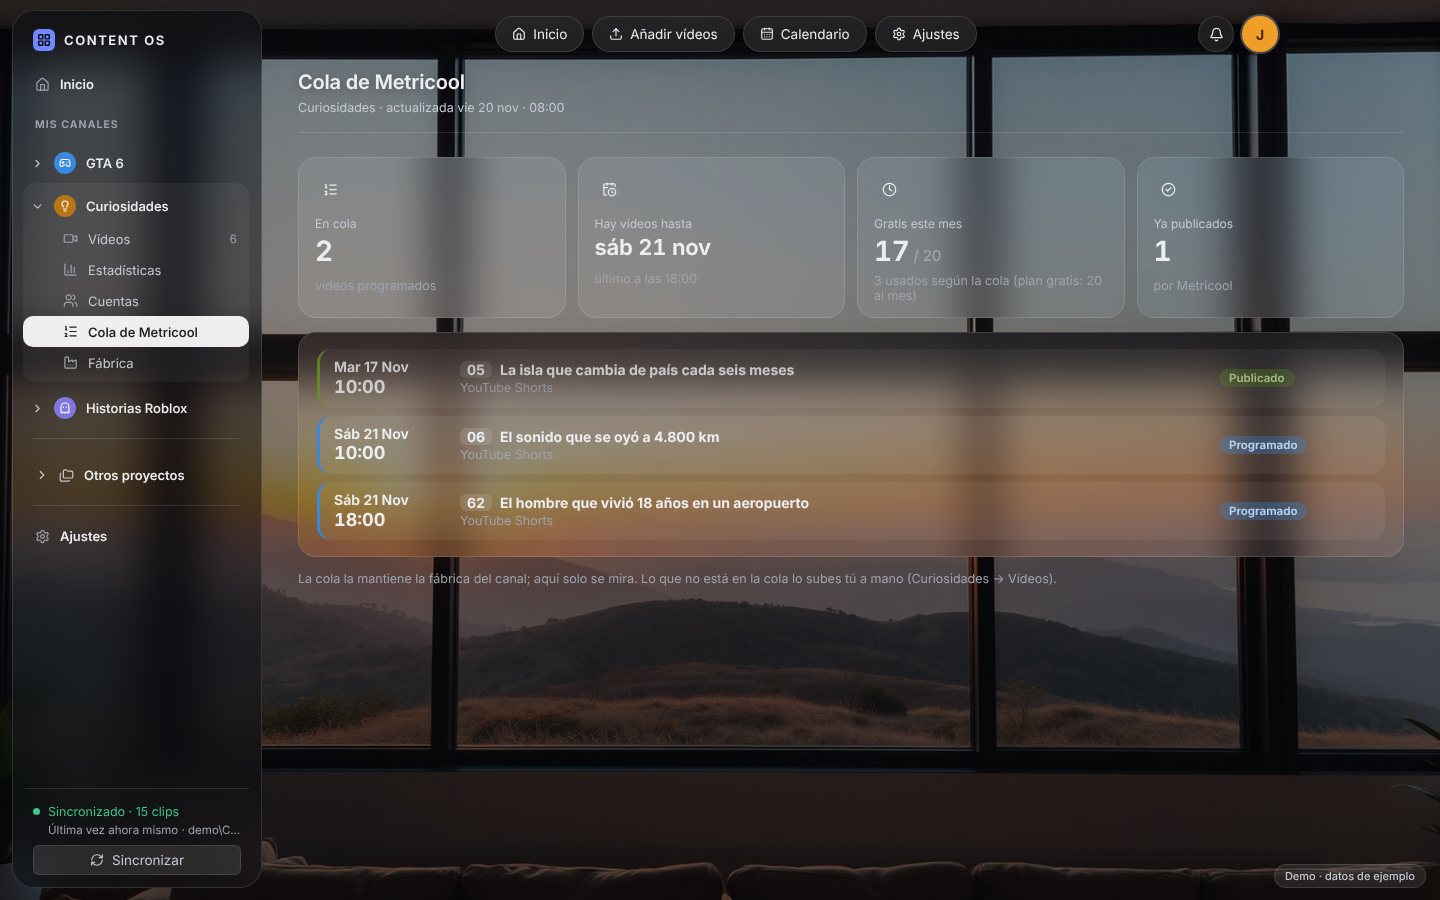 CONTENT OS
Inicio
MIS CANALES
GTA 6
Curiosidades
Vídeos 6
Estadísticas
Cuentas
Cola de Metricool
Fábrica
Historias Roblox
Otros proyectos
Ajustes
Sincronizado · 15 clips
Última vez ahora mismo · demo\C...
Sincronizar
Inicio
Añadir vídeos
Calendario
Ajustes
J
Cola de Metricool
Curiosidades · actualizada vie 20 nov · 08:00
En cola
2
vídeos programados
Hay vídeos hasta
sáb 21 nov
último a las 18:00
Gratis este mes
17 / 20
3 usados según la cola (plan gratis: 20
al mes)
Ya publicados
1
por Metricool
Mar 17 Nov
10:00
05 La isla que cambia de país cada seis meses
YouTube Shorts
Publicado
Sáb 21 Nov
10:00
06 El sonido que se oyó a 4.800 km
YouTube Shorts
Programado
Sáb 21 Nov
18:00
62 El hombre que vivió 18 años en un aeropuerto
YouTube Shorts
Programado
La cola la mantiene la fábrica del canal; aquí solo se mira. Lo que no está en la cola lo subes tú a mano (Curiosidades → Vídeos).
Demo · datos de ejemplo